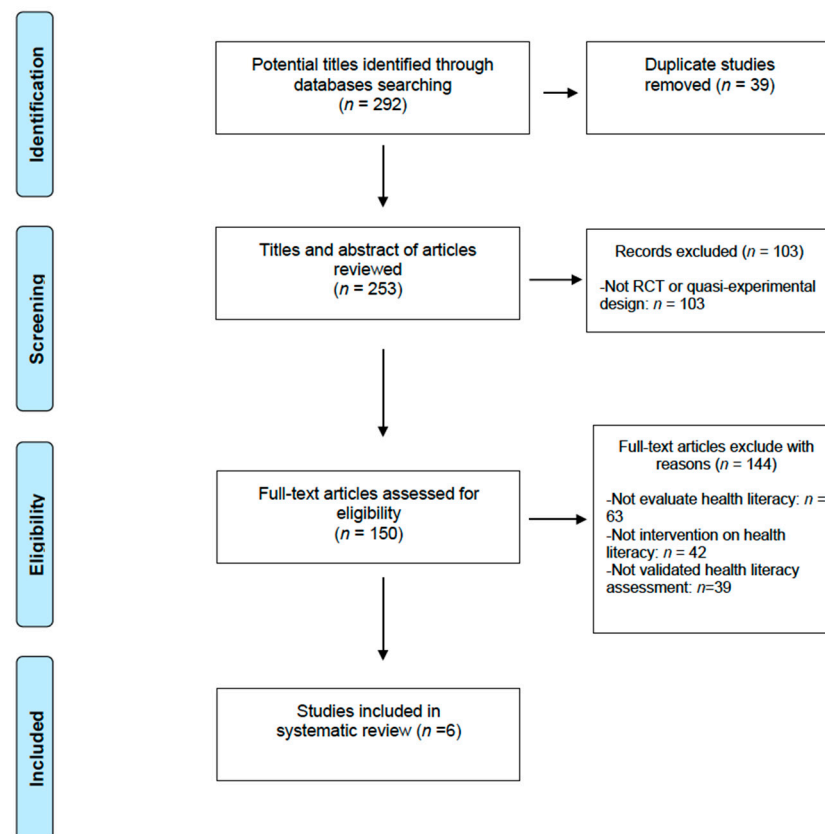 Identification
Potential titles identified through
databases searching
(n = 292)
Duplicate studies
removed (n = 39)
Screening
Titles and abstract of articles
reviewed
(n = 253)
Records excluded (n = 103)
-Not RCT or quasi-experimental
design: n = 103
Eligibility
Full-text articles assessed for
eligibility
(n = 150)
Full-text articles exclude with
reasons (n = 144)
-Not evaluate health literacy: n =
63
-Not intervention on health
literacy: n = 42
-Not validated health literacy
assessment: n=39
Included
Studies included in
systematic review (n =6)